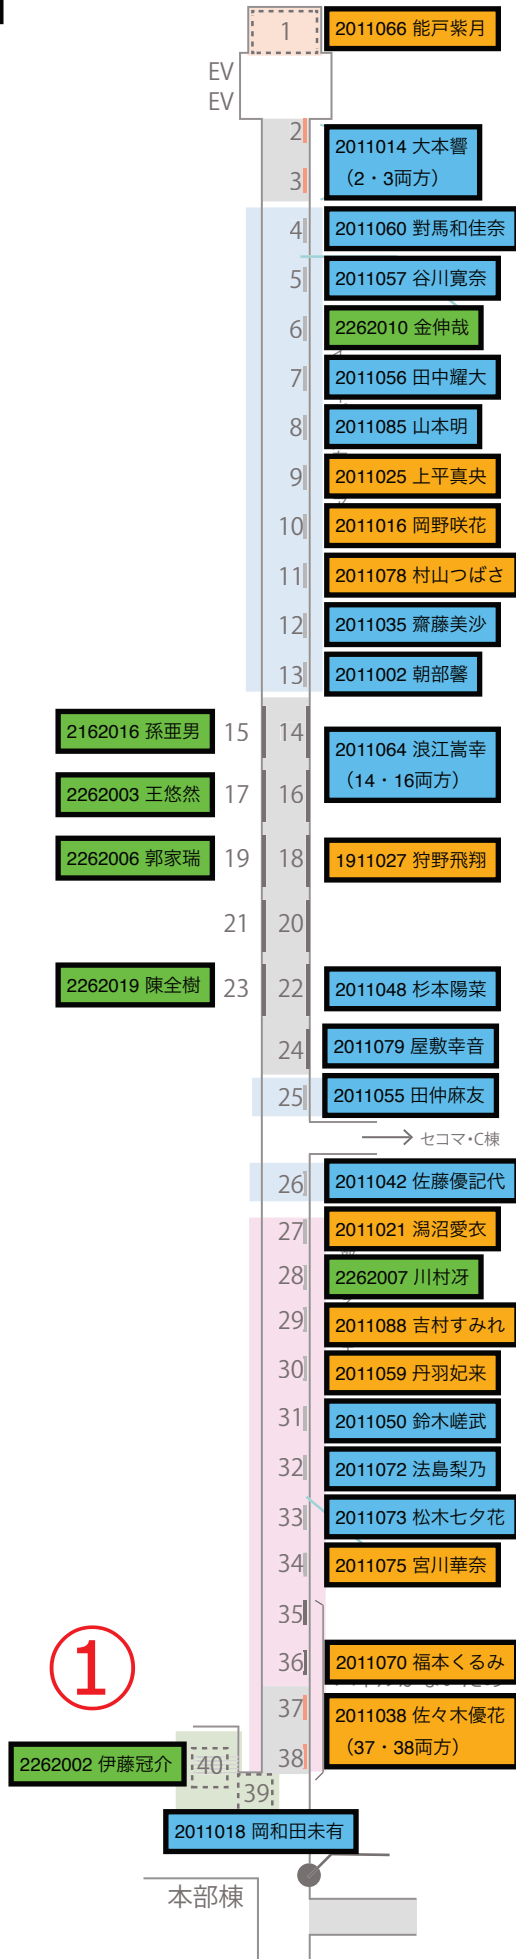 1 2011066 能戸紫月
EV
EV
2 2011014 大本響
3 （2・3両方）
4 2011060 對馬和佳奈
5 2011057 谷川寛奈
6 2262010 金伸哉
7 2011056 田中耀大
8 2011085 山本明
9 2011025 上平真央
10 2011016 岡野咲花
11 2011078 村山つばさ
12 2011035 齋藤美沙
13 2011002 朝部馨
2162016 孫亜男 15 14 2011064 浪江嵩幸
（14・16両方）
2262003 王悠然 17 16
2262006 郭家瑞 19 18 1911027 狩野飛翔
21 20
2262019 陳全樹 23 22 2011048 杉本陽菜
24 2011079 屋敷幸音
25 2011055 田仲麻友
セコマ・C棟
26 2011042 佐藤優記代
27 2011021 潟沼愛衣
28 2262007 川村冴
29 2011088 吉村すみれ
30 2011059 丹羽妃来
31 2011050 鈴木嵯武
32 2011072 法島梨乃
33 2011073 松木七夕花
34 2011075 宮川華奈
35
① 36 2011070 福本くるみ
37 2011038 佐々木優花
38 （37・38両方）
2262002 伊藤冠介 40
39
2011018 岡和田未有
本部棟